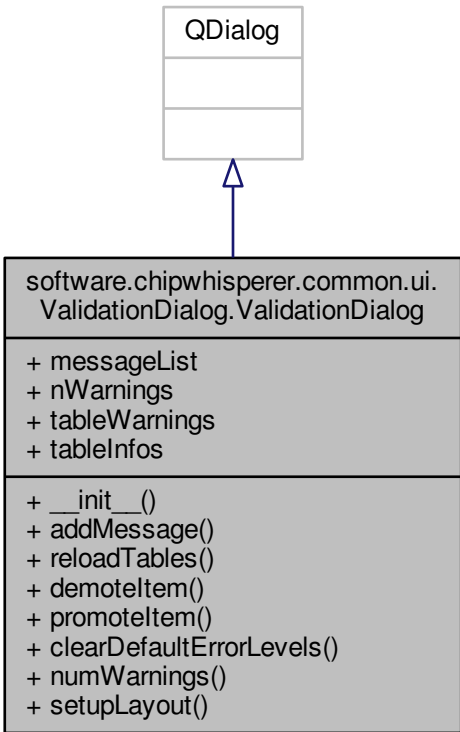 QDialog
software.chipwhisperer.common.ui.
ValidationDialog.ValidationDialog
+ messageList
+ nWarnings
+ tableWarnings
+ tableInfos
+ __init__()
+ addMessage()
+ reloadTables()
+ demoteItem()
+ promoteItem()
+ clearDefaultErrorLevels()
+ numWarnings()
+ setupLayout()